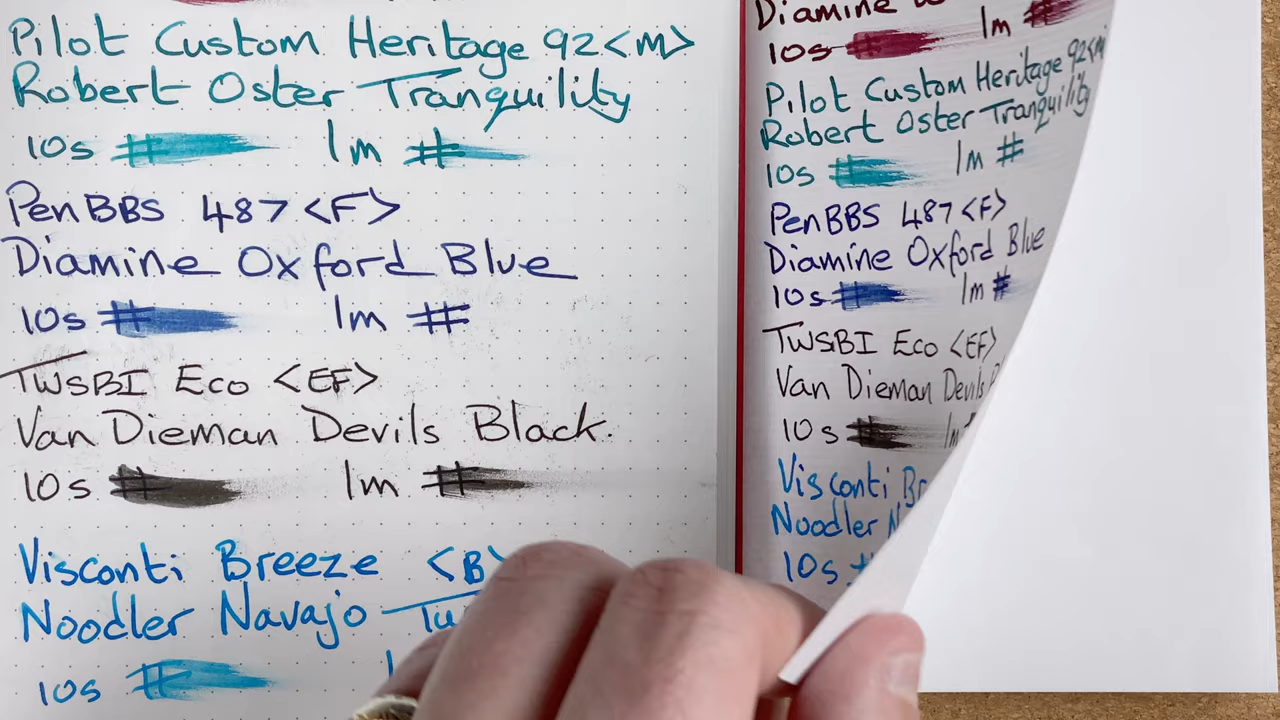 Pilot Custom Heritage 92 <M>
Robert Oster Tranquility
10s # 1m #
PenBBS 487 <F>
Diamine Oxford Blue
10s # 1m #
TWSBI Eco <EF>
Van Dieman Devils Black.
10s # 1m #
Visconti Breeze <B>
Noodler Navajo
10s #
Diamine
10s # 1m #
Pilot Custom Heritage 92 <M
Robert Oster Tranquility
10s # 1m #
PenBBS 487 <F>
Diamine Oxford Blue
10s # 1m #
TWSBI Eco <EF>
Van Dieman Devils
10s # 1m
Visconti
Noodler
10s #